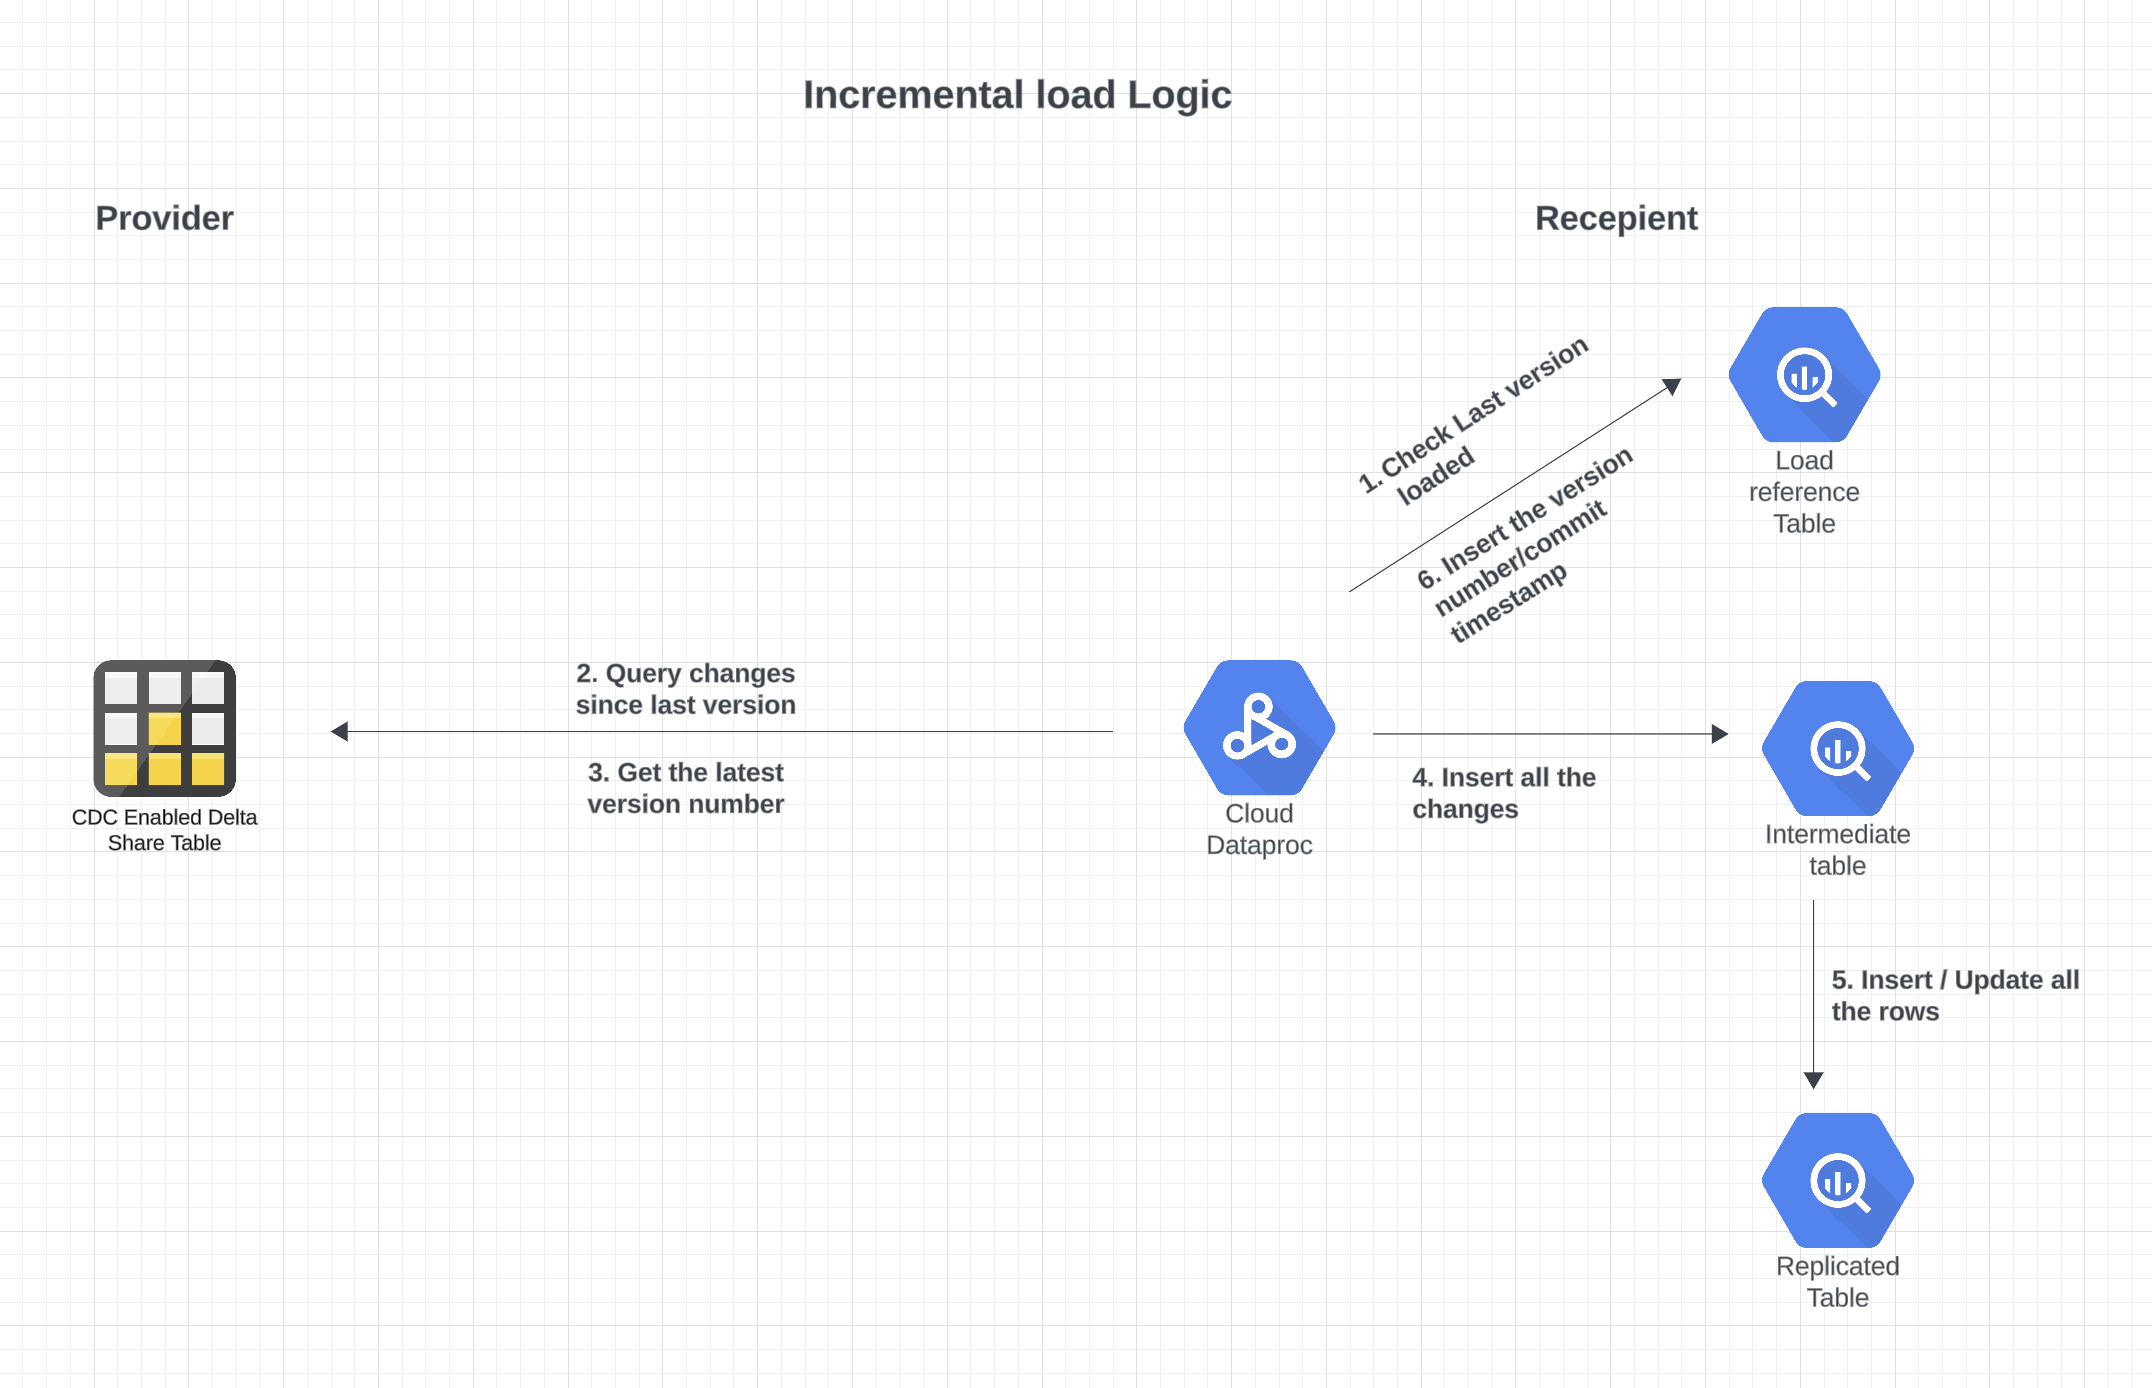 Incremental load Logic
Provider
Recepient
1. Check Last version
loaded
6. Insert the version
number/commit
timestamp
Load
reference
Table
2. Query changes
since last version
3. Get the latest
version number
CDC Enabled Delta
Share Table
Cloud
Dataproc
4. Insert all the
changes
Intermediate
table
5. Insert / Update all
the rows
Replicated
Table